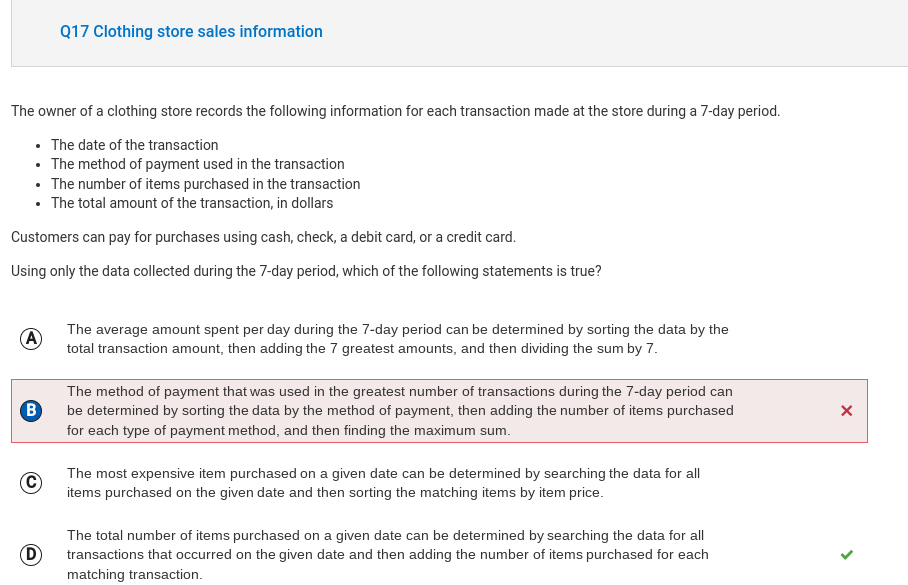 Q17 Clothing store sales information
The owner of a clothing store records the following information for each transaction made at the store during a 7-day period.
• The date of the transaction
• The method of payment used in the transaction
• The number of items purchased in the transaction
• The total amount of the transaction, in dollars
Customers can pay for purchases using cash, check, a debit card, or a credit card.
Using only the data collected during the 7-day period, which of the following statements is true?
A The average amount spent per day during the 7-day period can be determined by sorting the data by the
total transaction amount, then adding the 7 greatest amounts, and then dividing the sum by 7.
The method of payment that was used in the greatest number of transactions during the 7-day period can
B be determined by sorting the data by the method of payment, then adding the number of items purchased
for each type of payment method, and then finding the maximum sum.
C The most expensive item purchased on a given date can be determined by searching the data for all
items purchased on the given date and then sorting the matching items by item price.
The total number of items purchased on a given date can be determined by searching the data for all
D transactions that occurred on the given date and then adding the number of items purchased for each
matching transaction.